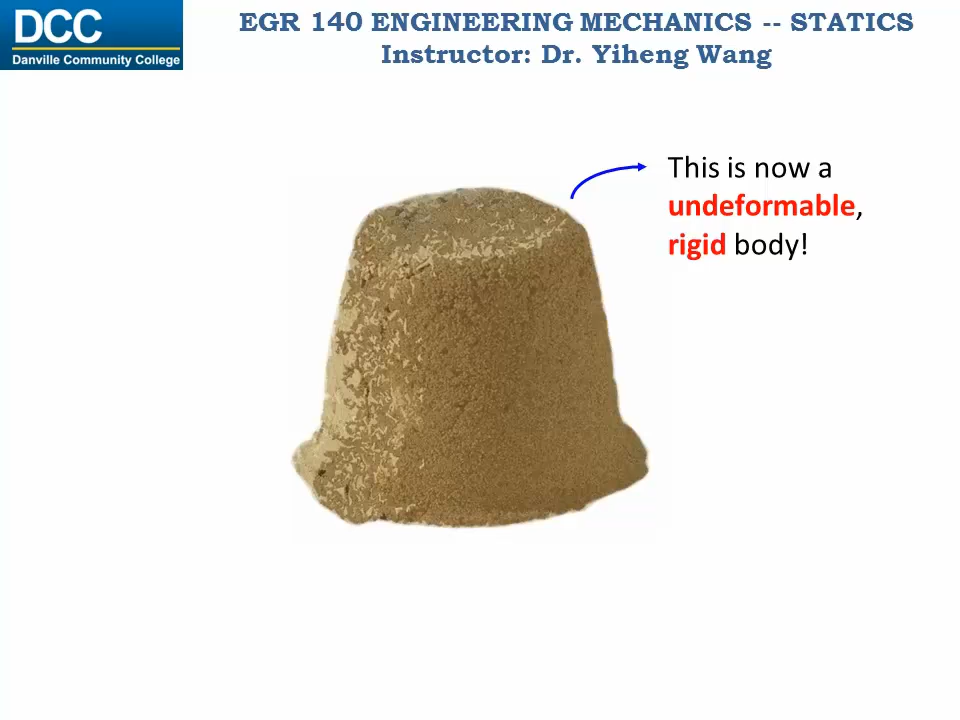 DCC
Danville Community College
EGR 140 ENGINEERING MECHANICS -- STATICS
Instructor: Dr. Yiheng Wang
This is now a
undeformable,
rigid body!